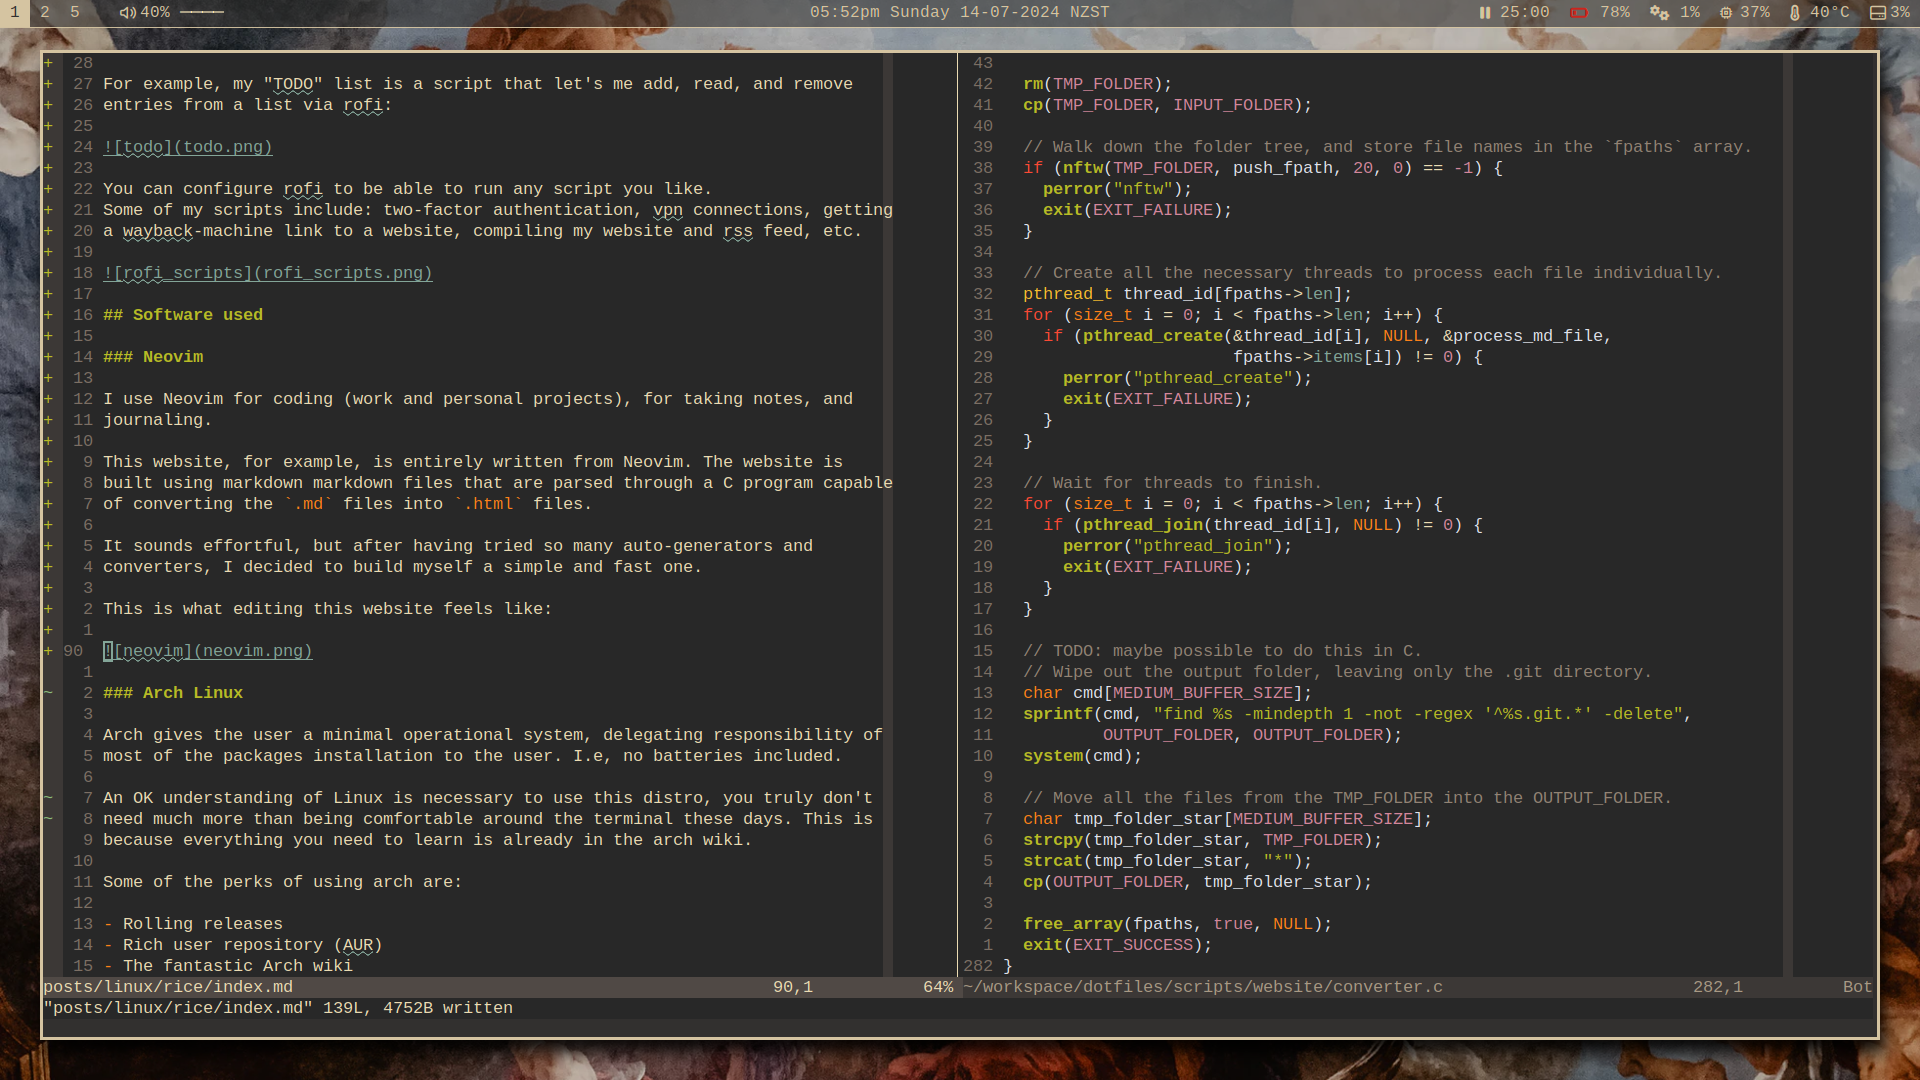 1 2 5 40% 05:52pm Sunday 14-07-2024 NZST 25:00 78% 1% 37% 40°C 3%
+ 28
+ 27 For example, my "TODO" list is a script that let's me add, read, and remove
+ 26 entries from a list via rofi:
+ 25
+ 24 ![todo](todo.png)
+ 23
+ 22 You can configure rofi to be able to run any script you like.
+ 21 Some of my scripts include: two-factor authentication, vpn connections, getting
+ 20 a wayback-machine link to a website, compiling my website and rss feed, etc.
+ 19
+ 18 ![rofi_scripts](rofi_scripts.png)
+ 17
+ 16 ## Software used
+ 15
+ 14 ### Neovim
+ 13
+ 12 I use Neovim for coding (work and personal projects), for taking notes, and
+ 11 journaling.
+ 10
+ 9 This website, for example, is entirely written from Neovim. The website is
+ 8 built using markdown markdown files that are parsed through a C program capable
+ 7 of converting the `.md` files into `.html` files.
+ 6
+ 5 It sounds effortful, but after having tried so many auto-generators and
+ 4 converters, I decided to build myself a simple and fast one.
+ 3
+ 2 This is what editing this website feels like:
+ 1
+ 90 ![neovim](neovim.png)
1
~ 2 ### Arch Linux
3
4 Arch gives the user a minimal operational system, delegating responsibility of
5 most of the packages installation to the user. I.e, no batteries included.
6
~ 7 An OK understanding of Linux is necessary to use this distro, you truly don't
~ 8 need much more than being comfortable around the terminal these days. This is
9 because everything you need to learn is already in the arch wiki.
10
11 Some of the perks of using arch are:
12
13 - Rolling releases
14 - Rich user repository (AUR)
15 - The fantastic Arch wiki
posts/linux/rice/index.md 90,1 64%
"posts/linux/rice/index.md" 139L, 4752B written
43
42 rm(TMP_FOLDER);
41 cp(TMP_FOLDER, INPUT_FOLDER);
40
39 // Walk down the folder tree, and store file names in the `fpaths` array.
38 if (nftw(TMP_FOLDER, push_fpath, 20, 0) == -1) {
37 perror("nftw");
36 exit(EXIT_FAILURE);
35 }
34
33 // Create all the necessary threads to process each file individually.
32 pthread_t thread_id[fpaths->len];
31 for (size_t i = 0; i < fpaths->len; i++) {
30 if (pthread_create(&thread_id[i], NULL, &process_md_file,
29 fpaths->items[i]) != 0) {
28 perror("pthread_create");
27 exit(EXIT_FAILURE);
26 }
25 }
24
23 // Wait for threads to finish.
22 for (size_t i = 0; i < fpaths->len; i++) {
21 if (pthread_join(thread_id[i], NULL) != 0) {
20 perror("pthread_join");
19 exit(EXIT_FAILURE);
18 }
17 }
16
15 // TODO: maybe possible to do this in C.
14 // Wipe out the output folder, leaving only the .git directory.
13 char cmd[MEDIUM_BUFFER_SIZE];
12 sprintf(cmd, "find %s -mindepth 1 -not -regex '^%s.git.*' -delete",
11 OUTPUT_FOLDER, OUTPUT_FOLDER);
10 system(cmd);
9
8 // Move all the files from the TMP_FOLDER into the OUTPUT_FOLDER.
7 char tmp_folder_star[MEDIUM_BUFFER_SIZE];
6 strcpy(tmp_folder_star, TMP_FOLDER);
5 strcat(tmp_folder_star, "*");
4 cp(OUTPUT_FOLDER, tmp_folder_star);
3
2 free_array(fpaths, true, NULL);
1 exit(EXIT_SUCCESS);
282 }
~/workspace/dotfiles/scripts/website/converter.c 282,1 Bot